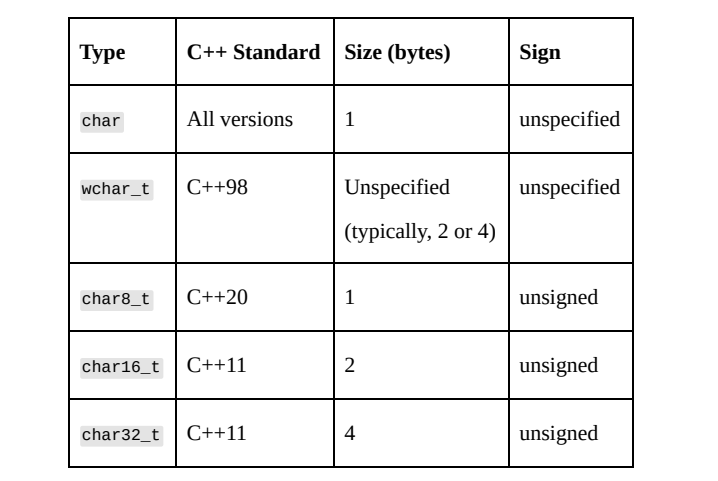 Type C++ Standard Size (bytes) Sign
char All versions 1 unspecified
wchar_t C++98 Unspecified unspecified
(typically, 2 or 4)
char8_t C++20 1 unsigned
char16_t C++11 2 unsigned
char32_t C++11 4 unsigned